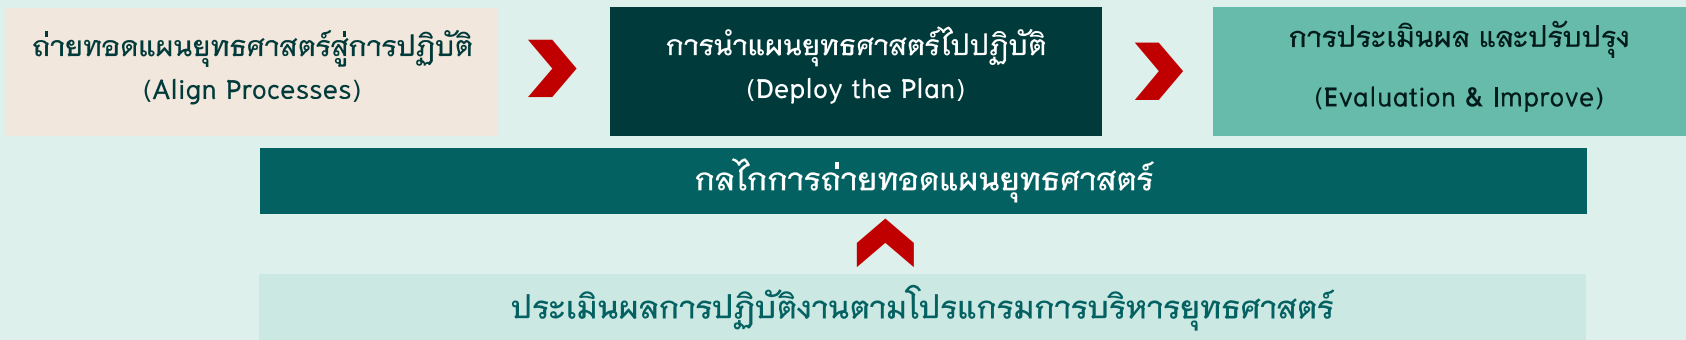 ถ่ายทอดแผนยุทธศาสตร์สู่การปฏิบัติ
(Align Processes)
การนำแผนยุทธศาสตร์ไปปฏิบัติ
(Deploy the Plan)
การประเมินผล และปรับปรุง
(Evaluation & Improve)
กลไกการถ่ายทอดแผนยุทธศาสตร์
ประเมินผลการปฏิบัติงานตามโปรแกรมการบริหารยุทธศาสตร์